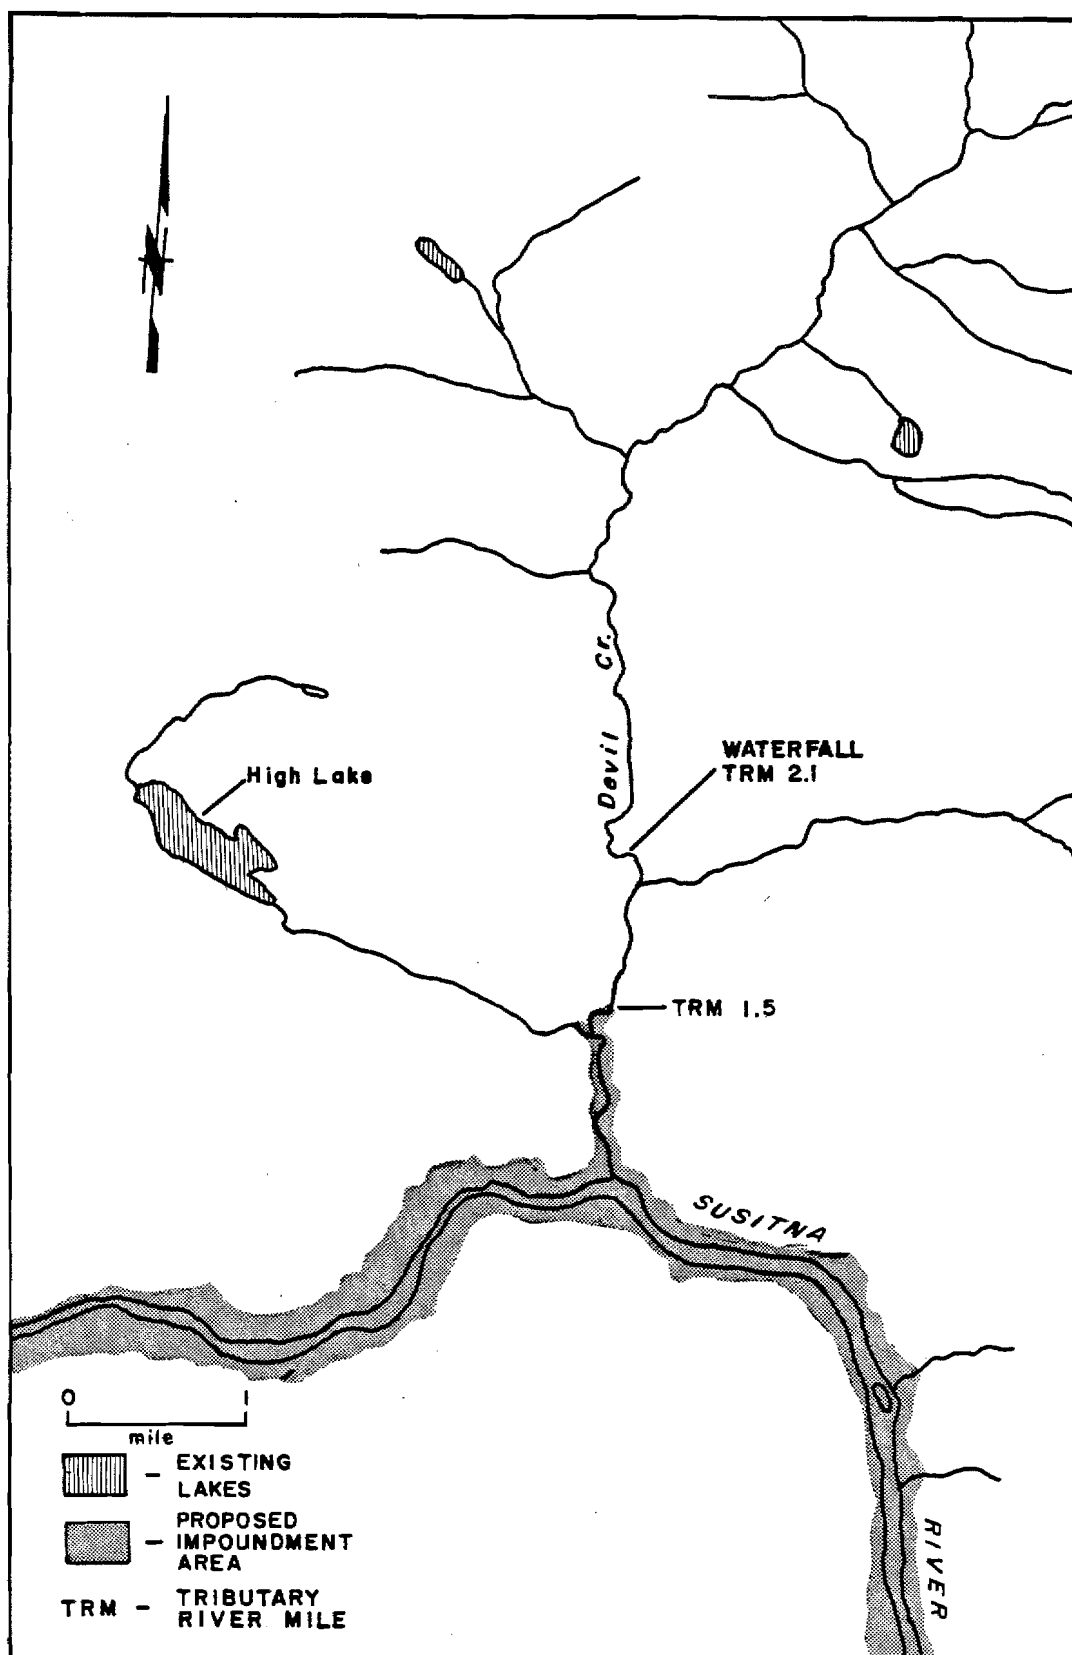 Devil Cr.
WATERFALL
TRM 2.1
High Lake
TRM 1.5
SUSITNA
RIVER
0 1
mile
- EXISTING
LAKES
- PROPOSED
IMPOUNDMENT
AREA
TRM - TRIBUTARY
RIVER MILE